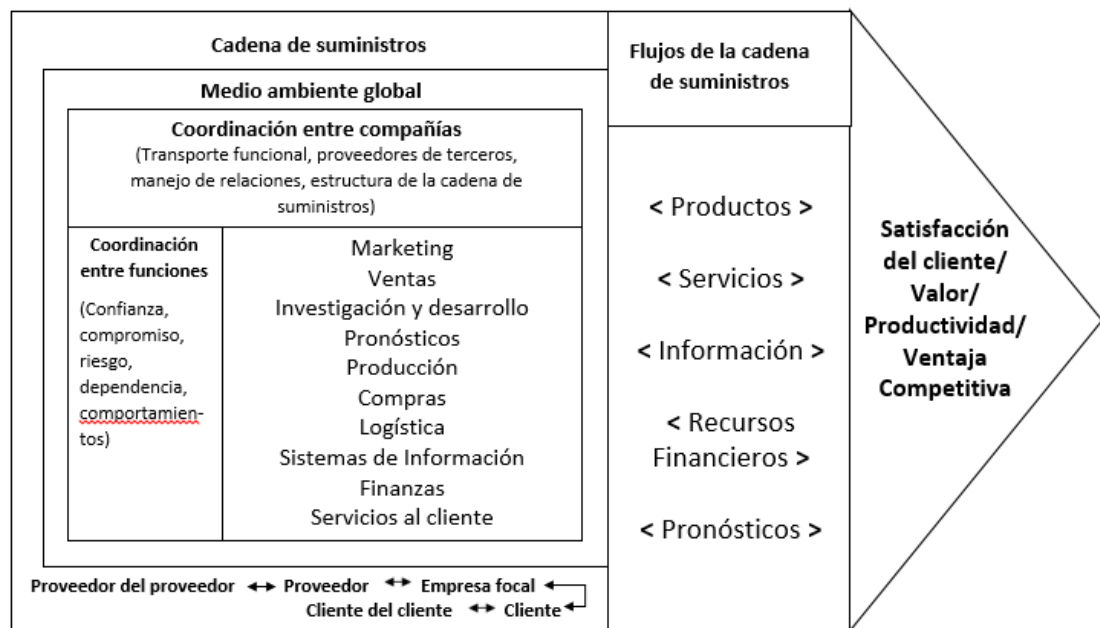 Cadena de suministros
Medio ambiente global
Coordinación entre compañías
(Transporte funcional, proveedores de terceros,
manejo de relaciones, estructura de la cadena de
suministros)
Coordinación
entre funciones
(Confianza,
compromiso,
riesgo,
dependencia,
comportamien-
tos)
Marketing
Ventas
Investigación y desarrollo
Pronósticos
Producción
Compras
Logística
Sistemas de Información
Finanzas
Servicios al cliente
Proveedor del proveedor ↔ Proveedor ↔ Empresa focal
Cliente del cliente ↔ Cliente
Flujos de la cadena
de suministros
< Productos >
< Servicios >
< Información >
< Recursos
Financieros >
< Pronósticos >
Satisfacción
del cliente/
Valor/
Productividad/
Ventaja
Competitiva